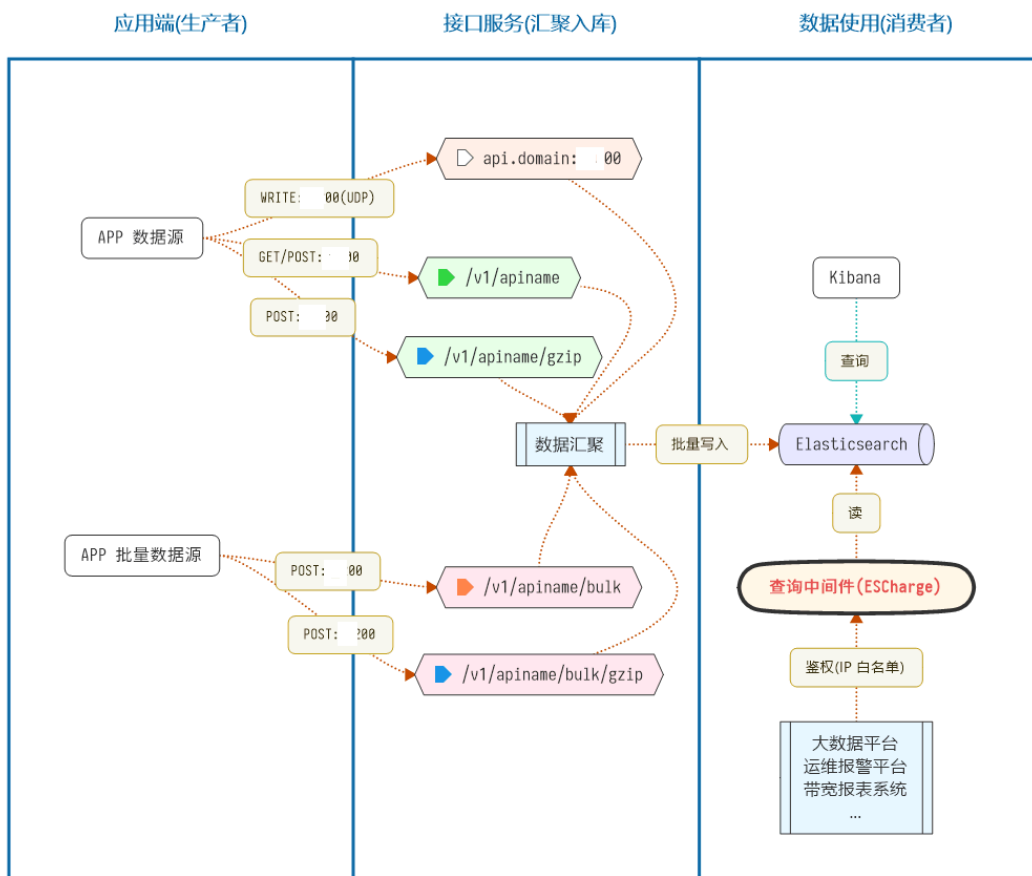 应用端(生产者)
接口服务(汇聚入库)
数据使用(消费者)
api.domain: 00
WRITE: 00(UDP)
APP 数据源
GET/POST: 00
/v1/apiname
POST: 00
/v1/apiname/gzip
Kibana
查询
数据汇聚
批量写入
Elasticsearch
读
APP 批量数据源
POST: 00
/v1/apiname/bulk
POST: 200
/v1/apiname/bulk/gzip
查询中间件(ESCharge)
鉴权(IP 白名单)
大数据平台
运维报警平台
带宽报表系统
...